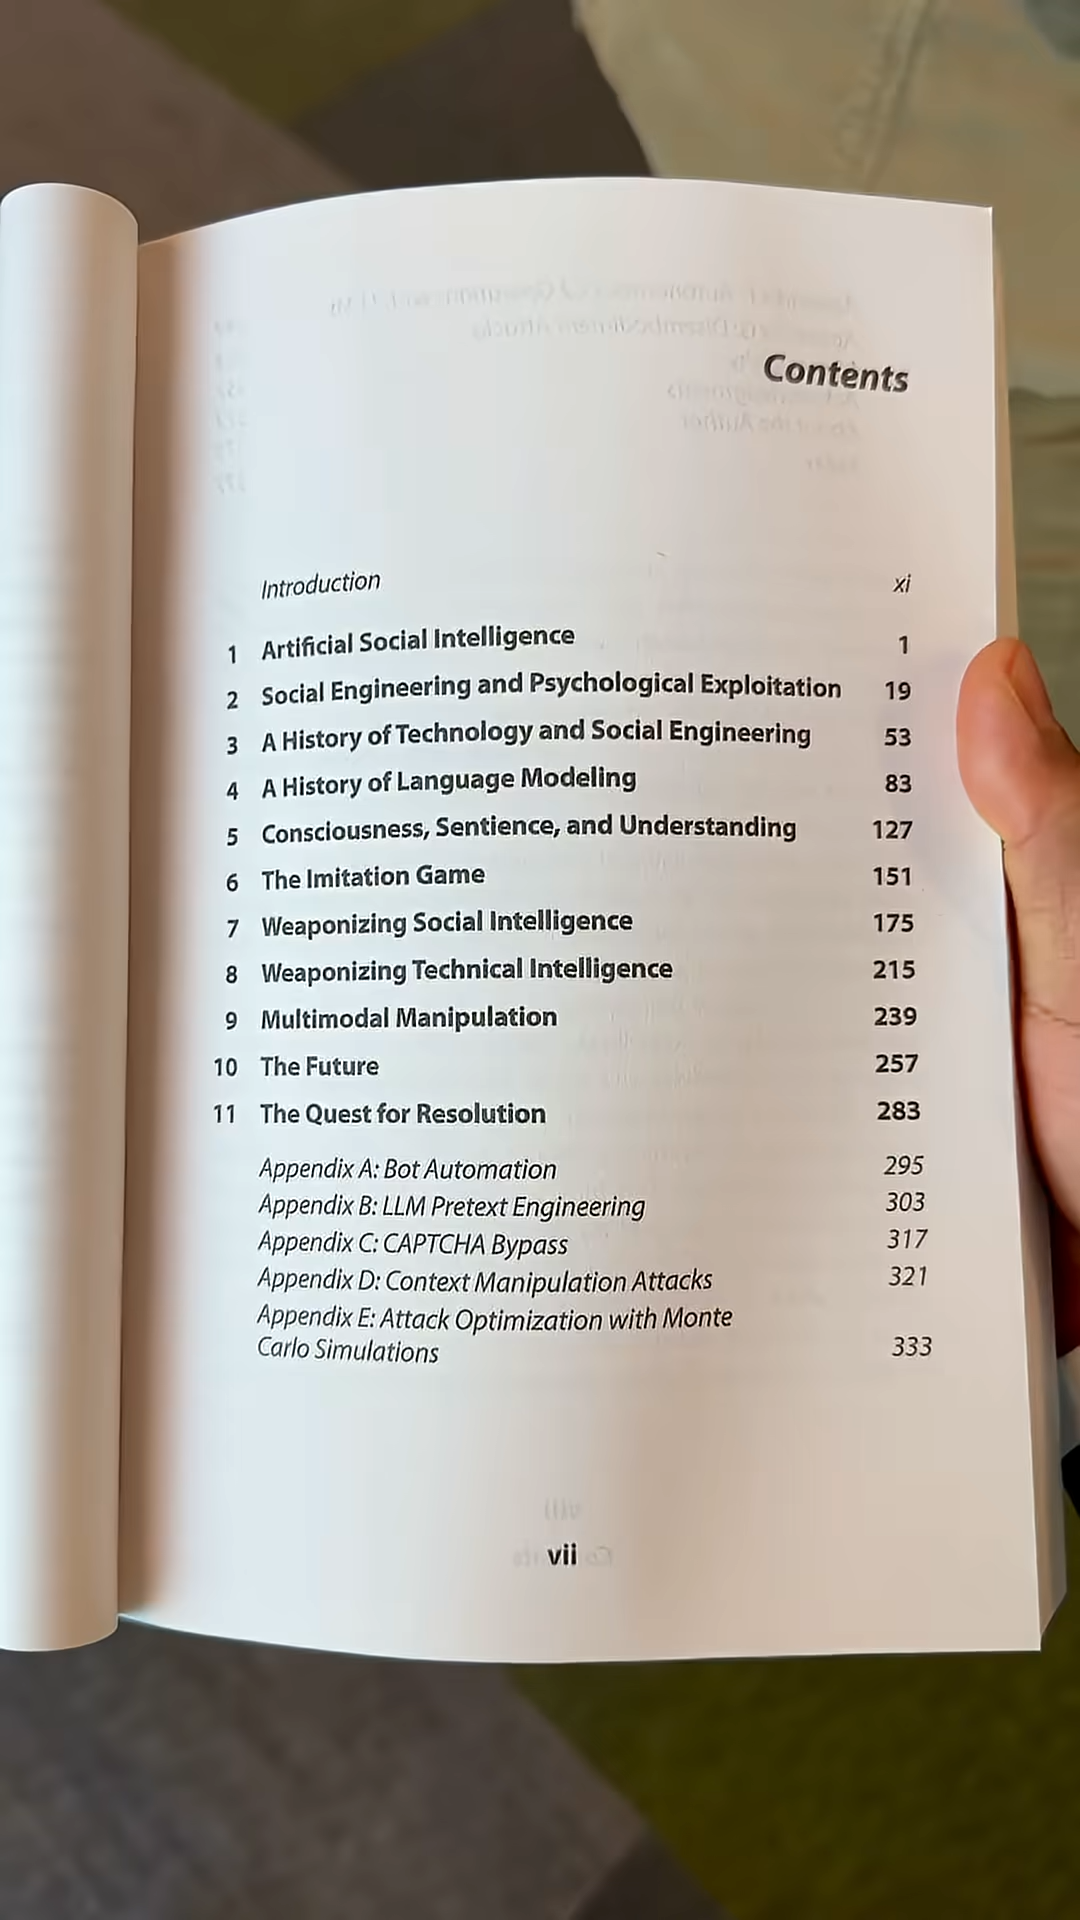 Contents
Introduction xi
1 Artificial Social Intelligence 1
2 Social Engineering and Psychological Exploitation 19
3 A History of Technology and Social Engineering 53
4 A History of Language Modeling 83
5 Consciousness, Sentience, and Understanding 127
6 The Imitation Game 151
7 Weaponizing Social Intelligence 175
8 Weaponizing Technical Intelligence 215
9 Multimodal Manipulation 239
10 The Future 257
11 The Quest for Resolution 283
Appendix A: Bot Automation 295
Appendix B: LLM Pretext Engineering 303
Appendix C: CAPTCHA Bypass 317
Appendix D: Context Manipulation Attacks 321
Appendix E: Attack Optimization with Monte
Carlo Simulations 333
vii